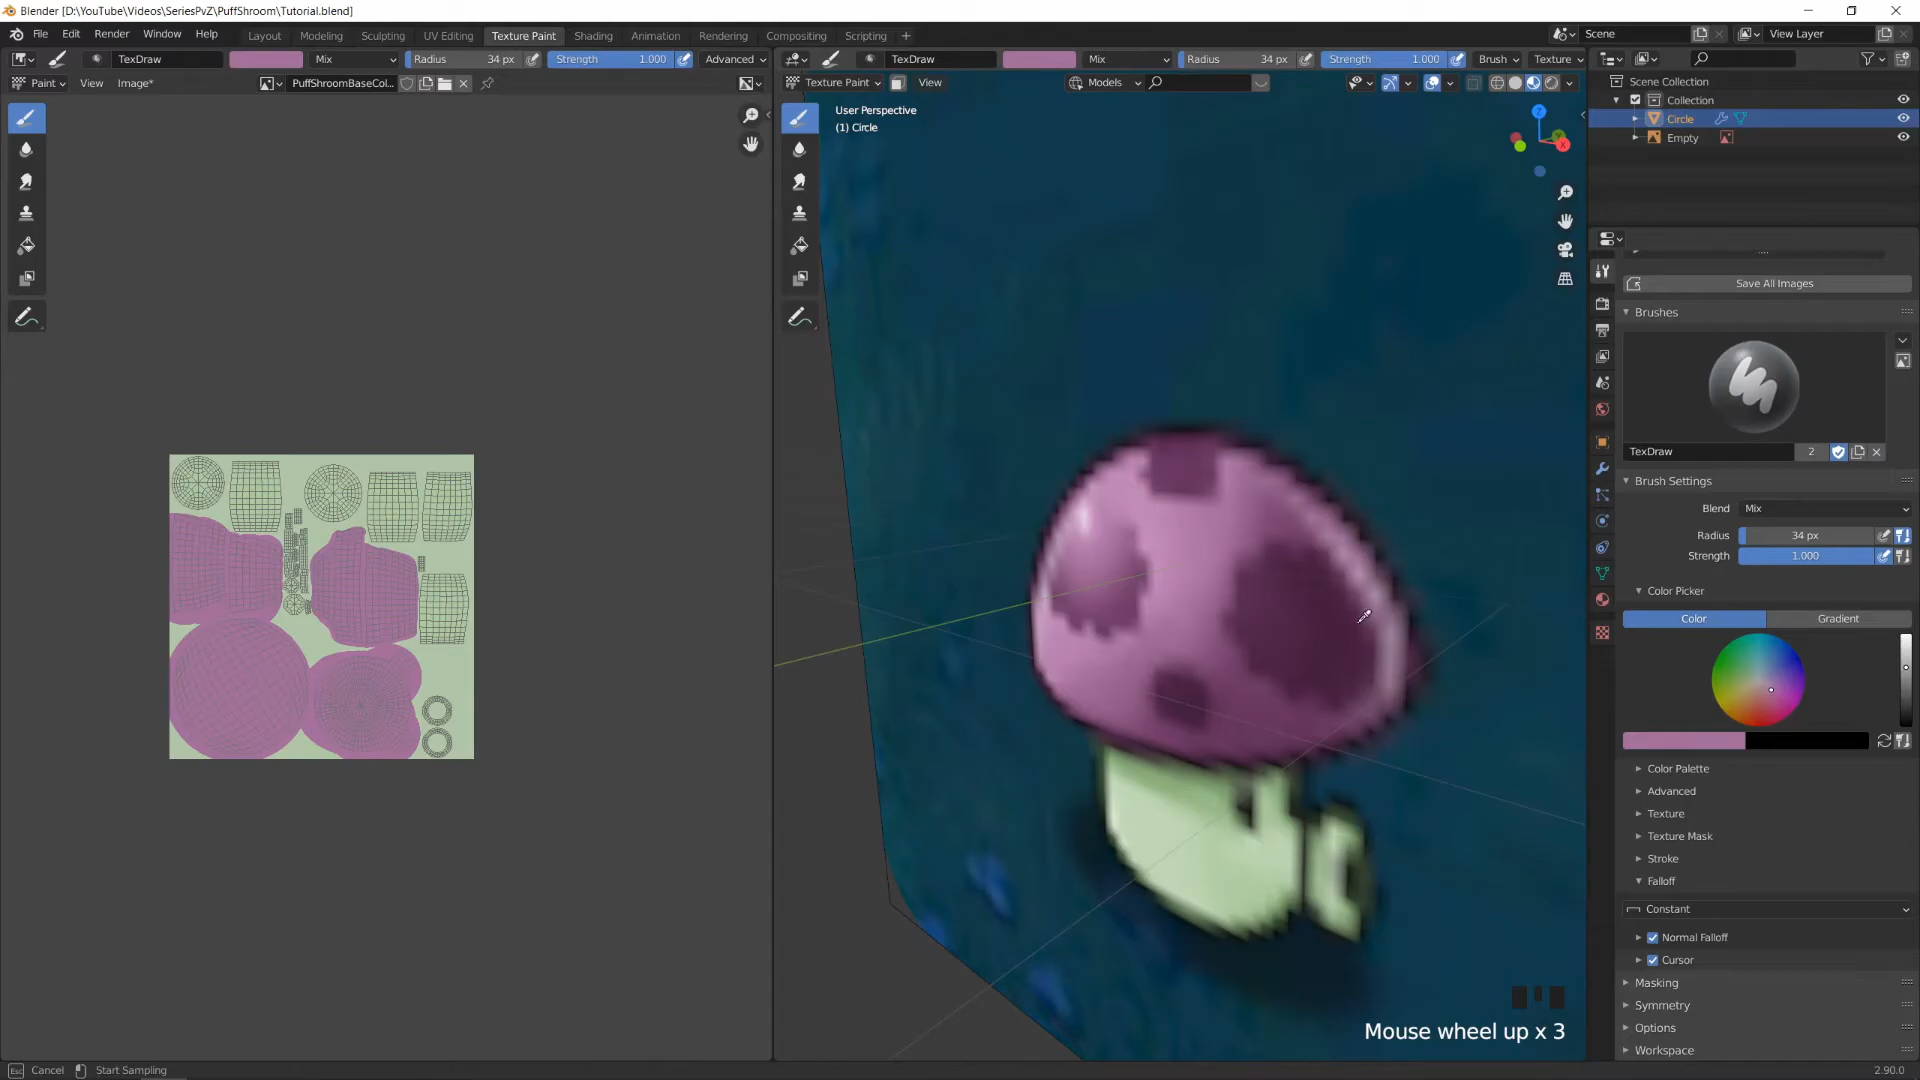 Blender [D:\YouTube\Videos\SeriesPvZ\PuffShroom\Tutorial.blend]
File Edit Render Window Help Layout Modeling Sculpting UV Editing Texture Paint Shading Animation Rendering Compositing Scripting + Scene View Layer
TexDraw Mix Radius 34 px Strength 1.000 Advanced TexDraw Mix Radius 34 px Strength 1.000 Brush Texture
Paint View Image* PuffShroomBaseCol... Texture Paint View Models
User Perspective
(1) Circle
Scene Collection
Collection
Circle
Empty
Save All Images
Brushes
TexDraw 2
Brush Settings
Blend Mix
Radius 34 px
Strength 1.000
Color Picker
Color Gradient
Color Palette
Advanced
Texture
Texture Mask
Stroke
Falloff
Constant
Normal Falloff
Cursor
Masking
Symmetry
Options
Workspace
Z
X
Mouse wheel up x 3
Esc Cancel Start Sampling 2.90.0